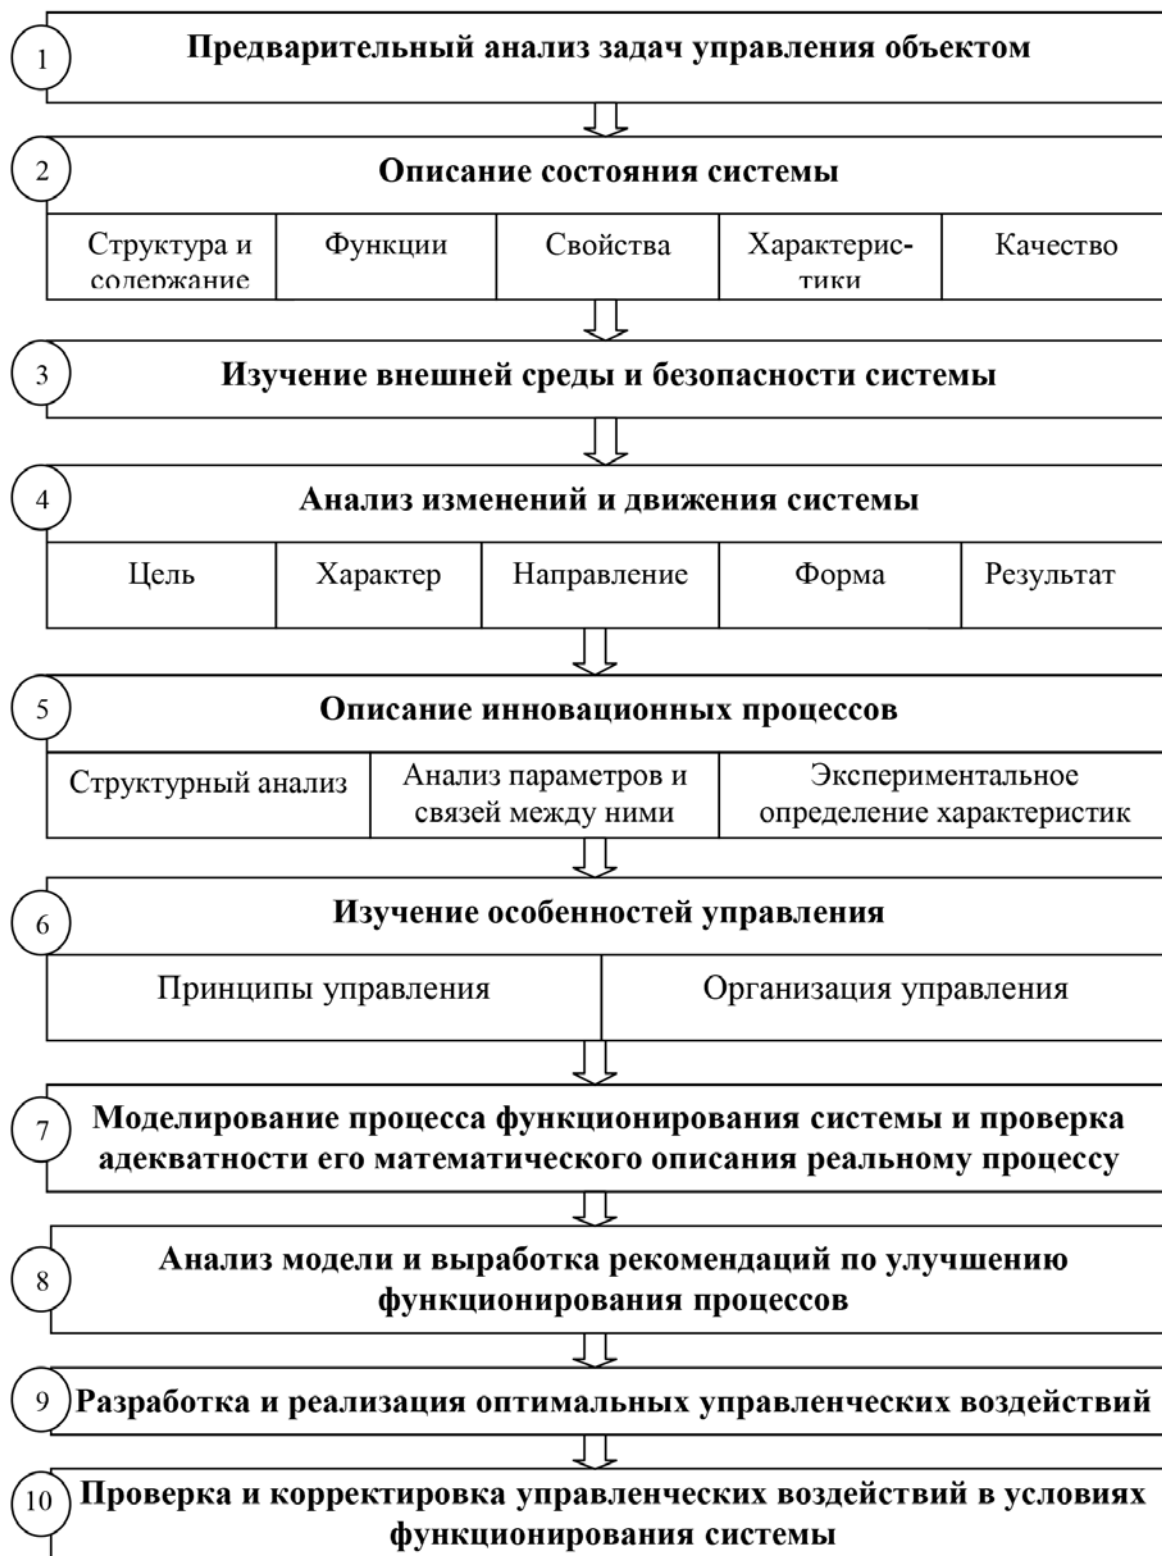 1
Предварительный анализ задач управления объектом
2
Описание состояния системы
Структура и
содержание
Функции
Свойства
Характерис-
тики
Качество
3
Изучение внешней среды и безопасности системы
4
Анализ изменений и движения системы
Цель
Характер
Направление
Форма
Результат
5
Описание инновационных процессов
Структурный анализ
Анализ параметров и
связей между ними
Экспериментальное
определение характеристик
6
Изучение особенностей управления
Принципы управления
Организация управления
7
Моделирование процесса функционирования системы и проверка
адекватности его математического описания реальному процессу
8
Анализ модели и выработка рекомендаций по улучшению
функционирования процессов
9
Разработка и реализация оптимальных управленческих воздействий
10
Проверка и корректировка управленческих воздействий в условиях
функционирования системы